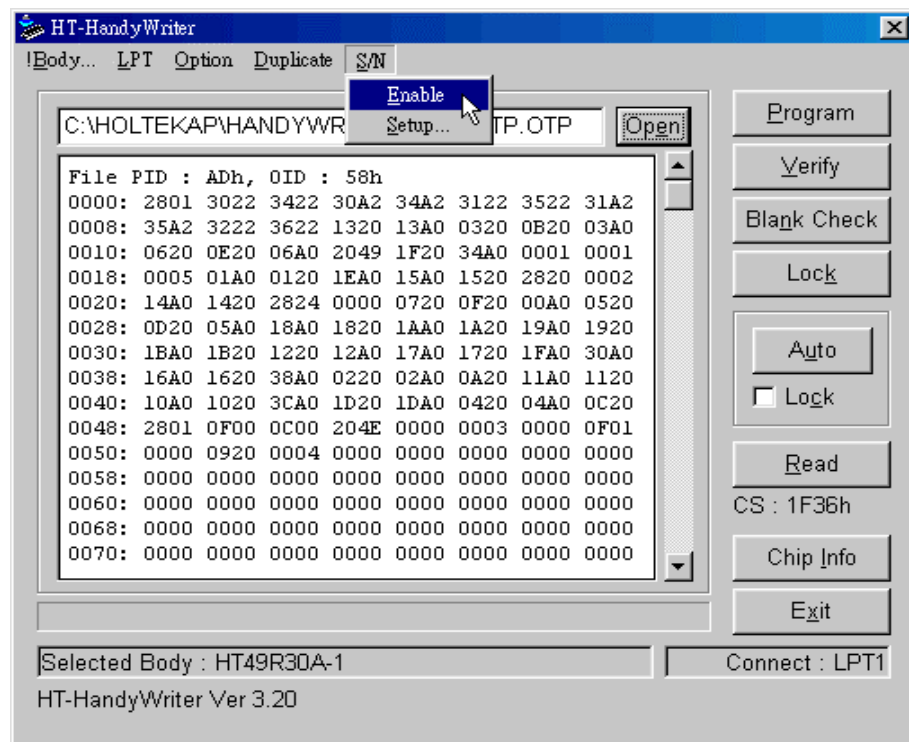 HT-HandyWriter
!Body... LPT Option Duplicate S/N
Enable
Setup...
C:\HOLTEKAP\HANDYWR TP.OTP Open
File PID : ADh, OID : 58h
0000: 2801 3022 3422 30A2 34A2 3122 3522 31A2
0008: 35A2 3222 3622 1320 13A0 0320 0B20 03A0
0010: 0620 0E20 06A0 2049 1F20 34A0 0001 0001
0018: 0005 01A0 0120 1EA0 15A0 1520 2820 0002
0020: 14A0 1420 2824 0000 0720 0F20 00A0 0520
0028: 0D20 05A0 18A0 1820 1AA0 1A20 19A0 1920
0030: 1BA0 1B20 1220 12A0 17A0 1720 1FA0 30A0
0038: 16A0 1620 38A0 0220 02A0 0A20 11A0 1120
0040: 10A0 1020 3CA0 1D20 1DA0 0420 04A0 0C20
0048: 2801 0F00 0C00 204E 0000 0003 0000 0F01
0050: 0000 0920 0004 0000 0000 0000 0000 0000
0058: 0000 0000 0000 0000 0000 0000 0000 0000
0060: 0000 0000 0000 0000 0000 0000 0000 0000
0068: 0000 0000 0000 0000 0000 0000 0000 0000
0070: 0000 0000 0000 0000 0000 0000 0000 0000
Program
Verify
Blank Check
Lock
Auto
Lock
Read
CS : 1F36h
Chip Info
Exit
Selected Body : HT49R30A-1
Connect : LPT1
HT-HandyWriter Ver 3.20